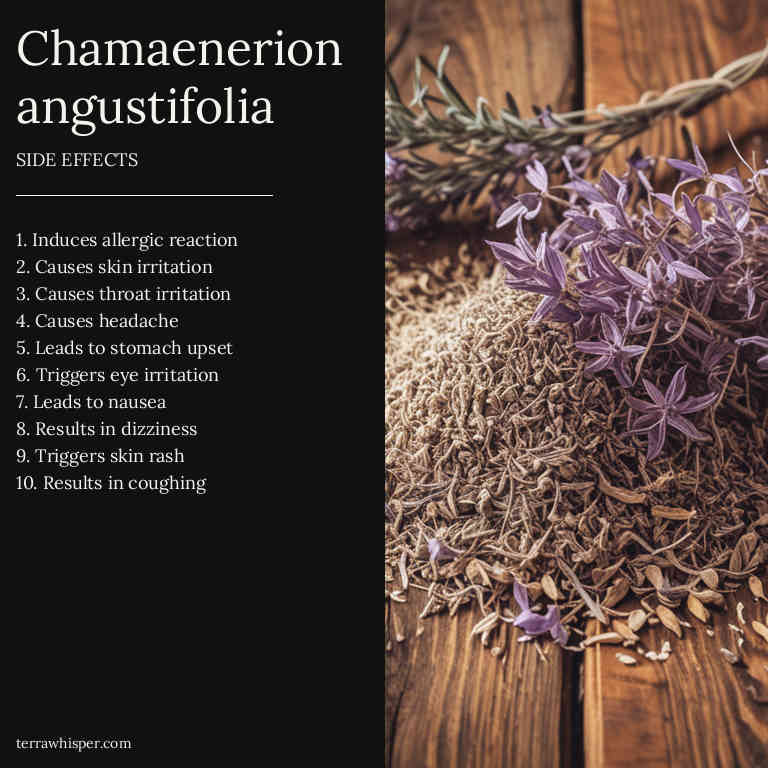 Chamaenerion
angustifolia
SIDE EFFECTS
1. Induces allergic reaction
2. Causes skin irritation
3. Causes throat irritation
4. Causes headache
5. Leads to stomach upset
6. Triggers eye irritation
7. Leads to nausea
8. Results in dizziness
9. Triggers skin rash
10. Results in coughing
terrawhisper.com